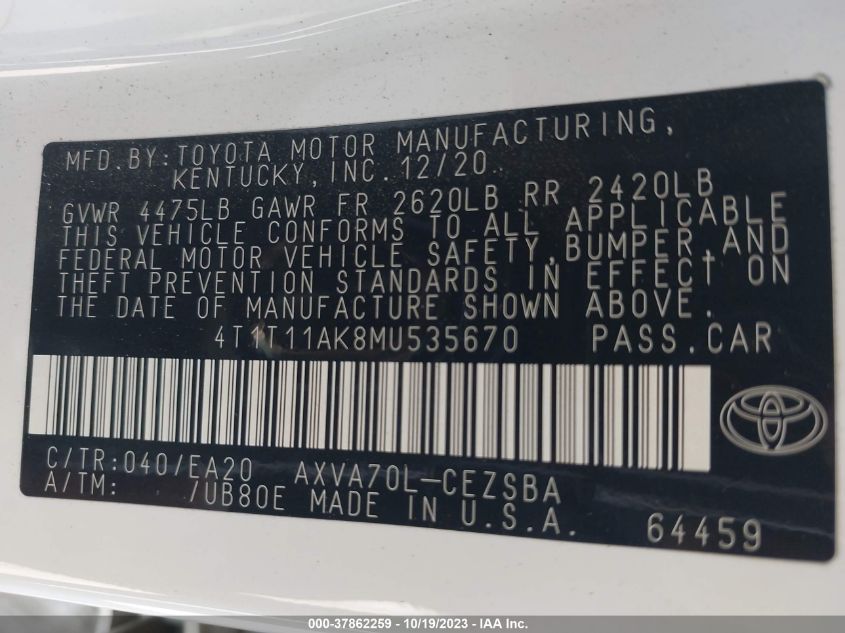 MFD.BY:TOYOTA MOTOR MANUFACTURING,
KENTUCKY,INC.12/20
GVWR 4475LB GAWR FR 2620LB RR 2420LB
THIS VEHICLE CONFORMS TO ALL APPLICABLE
FEDERAL MOTOR VEHICLE SAFETY,BUMPER,AND
THEFT PREVENTION STANDARDS IN EFFECT ON
THE DATE OF MANUFACTURE SHOWN ABOVE.
4T1T11AK8MU535670 PASS.CAR
C/TR:040/EA20 AXVA70L-CEZSBA
A/TM: /UB80E MADE IN U.S.A. 64459
000-37862259 - 10/19/2023 - IAA Inc.